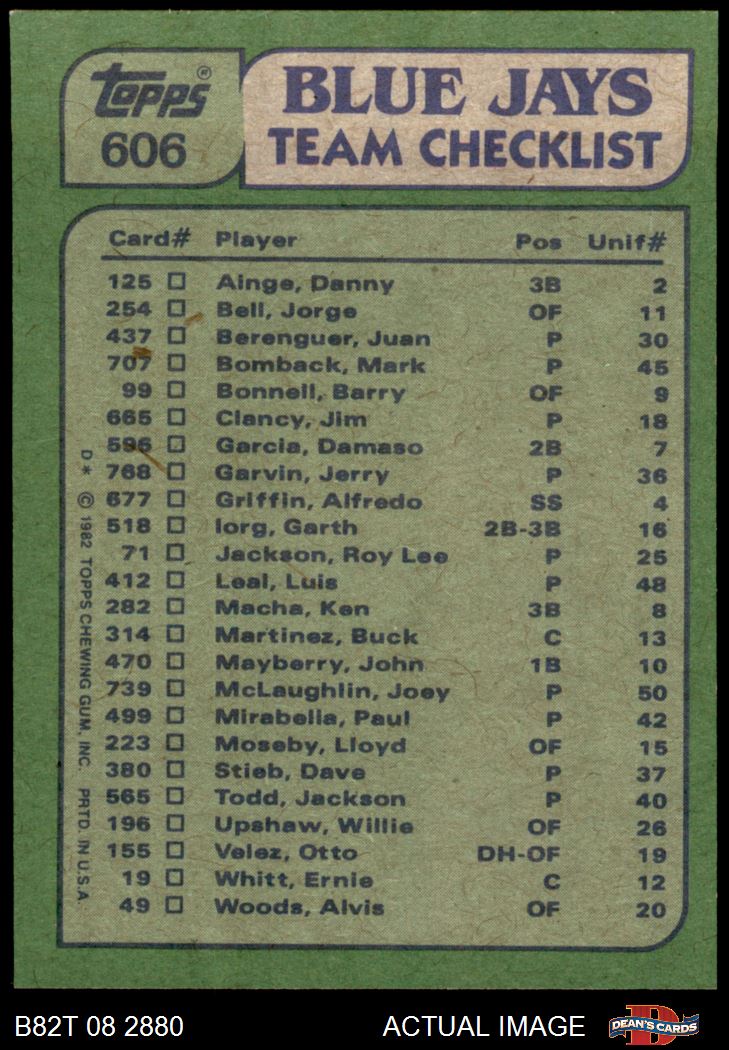 Topps® BLUE JAYS
606 TEAM CHECKLIST
Card# Player Pos Unif#
125 Ainge, Danny 3B 2
254 Bell, Jorge OF 11
437 Berenguer, Juan P 30
707 Bomback, Mark P 45
99 Bonnell, Barry OF 9
665 Clancy, Jim P 18
596 Garcia, Damaso 2B 7
768 Garvin, Jerry P 36
677 Griffin, Alfredo SS 4
518 Iorg, Garth 2B-3B 16
71 Jackson, Roy Lee P 25
412 Leal, Luis P 48
282 Macha, Ken 3B 8
314 Martinez, Buck C 13
470 Mayberry, John 1B 10
739 McLaughlin, Joey P 50
499 Mirabella, Paul P 42
223 Moseby, Lloyd OF 15
380 Stieb, Dave P 37
565 Todd, Jackson P 40
196 Upshaw, Willie OF 26
155 Velez, Otto DH-OF 19
19 Whitt, Ernie C 12
49 Woods, Alvis OF 20
D* © 1982 TOPPS CHEWING GUM, INC. PRTD. IN U.S.A.
B82T 08 2880 ACTUAL IMAGE DEAN'S CARDS